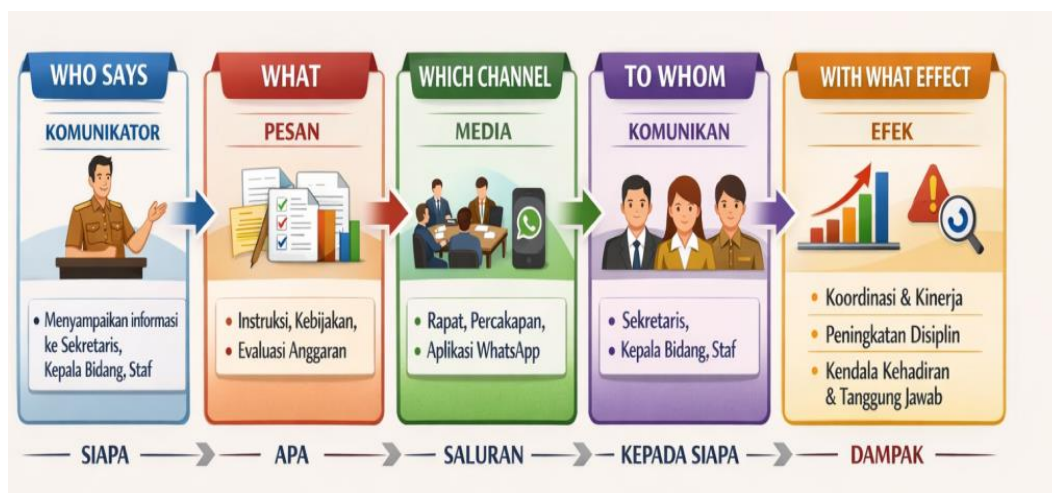 WHO SAYS
KOMUNIKATOR
• Menyampaikan informasi
ke Sekretaris,
Kepala Bidang, Staf
WHAT
PESAN
• Instruksi, Kebijakan,
• Evaluasi Anggaran
WHICH CHANNEL
MEDIA
• Rapat, Percakapan,
• Aplikasi WhatsApp
TO WHOM
KOMUNIKAN
• Sekretaris,
• Kepala Bidang, Staf
WITH WHAT EFFECT
EFEK
• Koordinasi & Kinerja
• Peningkatan Disiplin
• Kendala Kehadiran
& Tanggung Jawab
SIAPA
APA
SALURAN
KEPADA SIAPA
DAMPAK